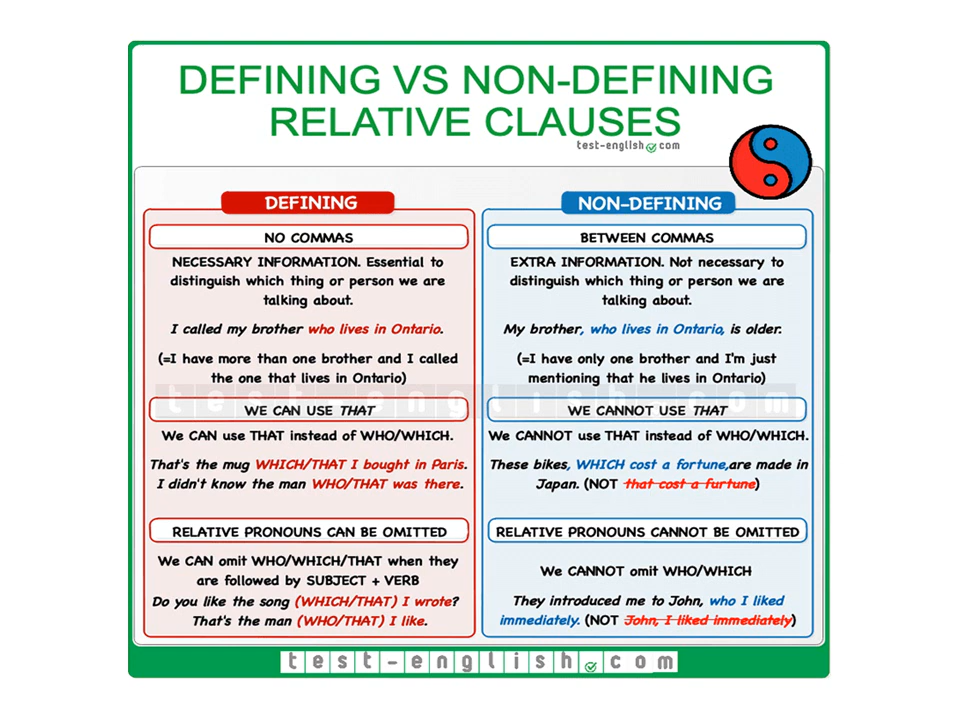 DEFINING VS NON-DEFINING
RELATIVE CLAUSES
test-english.com
DEFINING
NO COMMAS
NECESSARY INFORMATION. Essential to
distinguish which thing or person we are
talking about.
I called my brother who lives in Ontario.
(=I have more than one brother and I called
the one that lives in Ontario)
WE CAN USE THAT
We CAN use THAT instead of WHO/WHICH.
That's the mug WHICH/THAT I bought in Paris.
I didn't know the man WHO/THAT was there.
RELATIVE PRONOUNS CAN BE OMITTED
We CAN omit WHO/WHICH/THAT when they
are followed by SUBJECT + VERB
Do you like the song (WHICH/THAT) I wrote?
That's the man (WHO/THAT) I like.
NON-DEFINING
BETWEEN COMMAS
EXTRA INFORMATION. Not necessary to
distinguish which thing or person we are
talking about.
My brother, who lives in Ontario, is older.
(=I have only one brother and I'm just
mentioning that he lives in Ontario)
WE CANNOT USE THAT
We CANNOT use THAT instead of WHO/WHICH.
These bikes, WHICH cost a fortune,are made in
Japan. (NOT that cost a furtune)
RELATIVE PRONOUNS CANNOT BE OMITTED
We CANNOT omit WHO/WHICH
They introduced me to John, who I liked
immediately. (NOT John, I liked immediately)
test-english.com
test-english.com